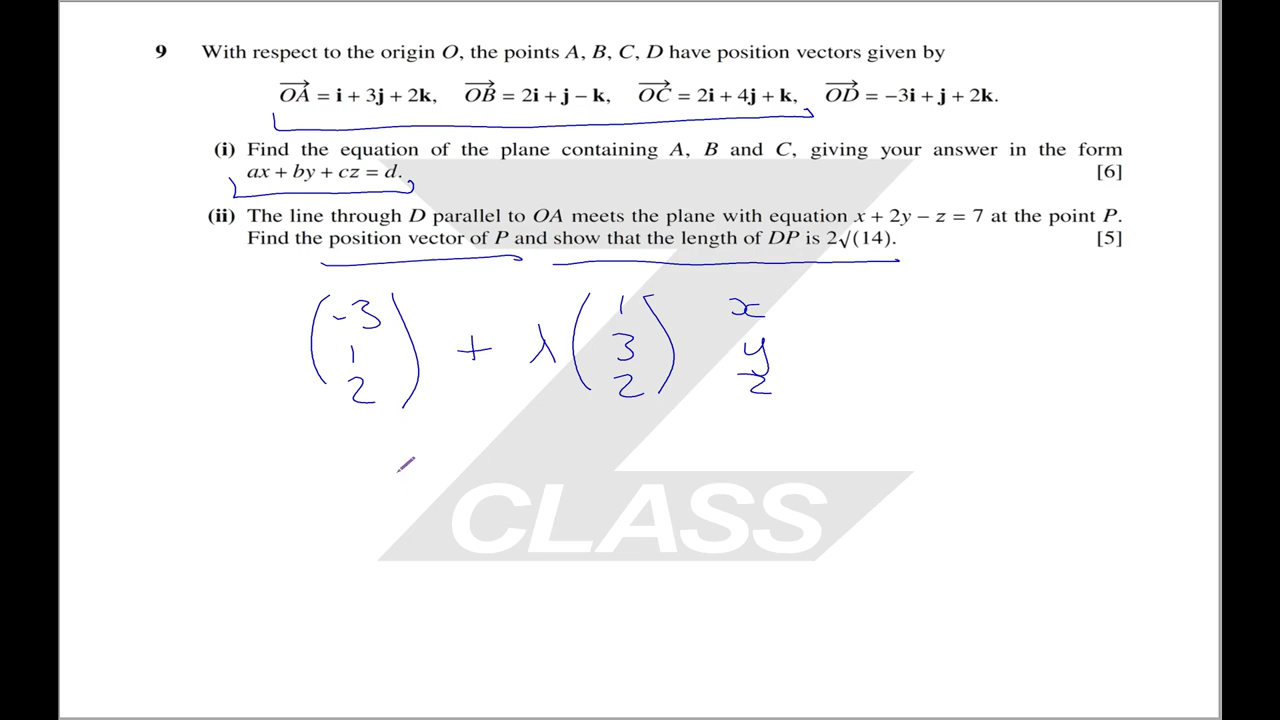 9 With respect to the origin O, the points A, B, C, D have position vectors given by
OA⃗ = i + 3j + 2k, OB⃗ = 2i + j − k, OC⃗ = 2i + 4j + k, OD⃗ = −3i + j + 2k.
(i) Find the equation of the plane containing A, B and C, giving your answer in the form
ax + by + cz = d. [6]
(ii) The line through D parallel to OA meets the plane with equation x + 2y − z = 7 at the point P.
Find the position vector of P and show that the length of DP is 2√(14). [5]
-3 1 x
1 + λ 3 y
2 2 z
CLASS